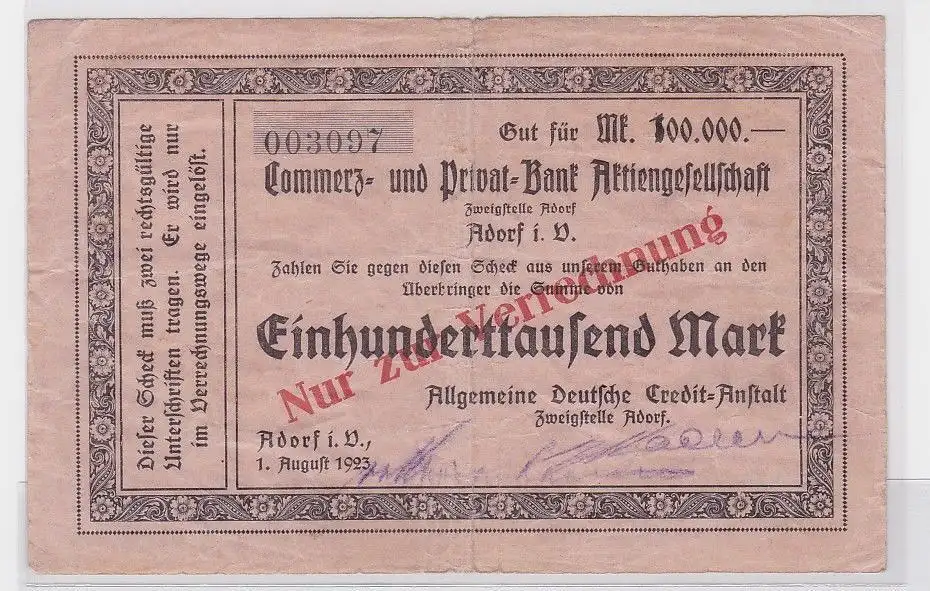 Dieser Scheck muß zwei rechtsgültige
Unterschriften tragen. Er wird nur
im Verrechnungswege eingelöst.
003097
Gut für Mk. 100.000.—
Commerz- und Privat-Bank Aktiengesellschaft
Zweigstelle Adorf
Adorf i. V.
Zahlen Sie gegen diesen Scheck aus unserem Guthaben an den
Überbringer die Summe von
Einhunderttausend Mark
Nur zur Verrechnung
Allgemeine Deutsche Credit-Anstalt
Zweigstelle Adorf.
Adorf i. V.,
1. August 1923